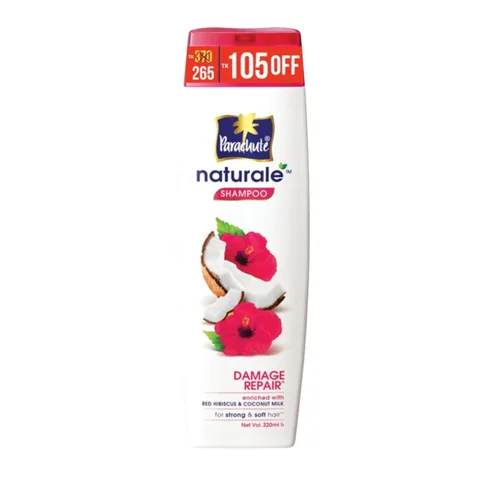 TK 370
265
TK 105 OFF
Parachute®
naturale™
SHAMPOO
DAMAGE
REPAIR™
enriched with
RED HIBISCUS & COCONUT MILK
for strong & soft hair
Net Vol. 320ml